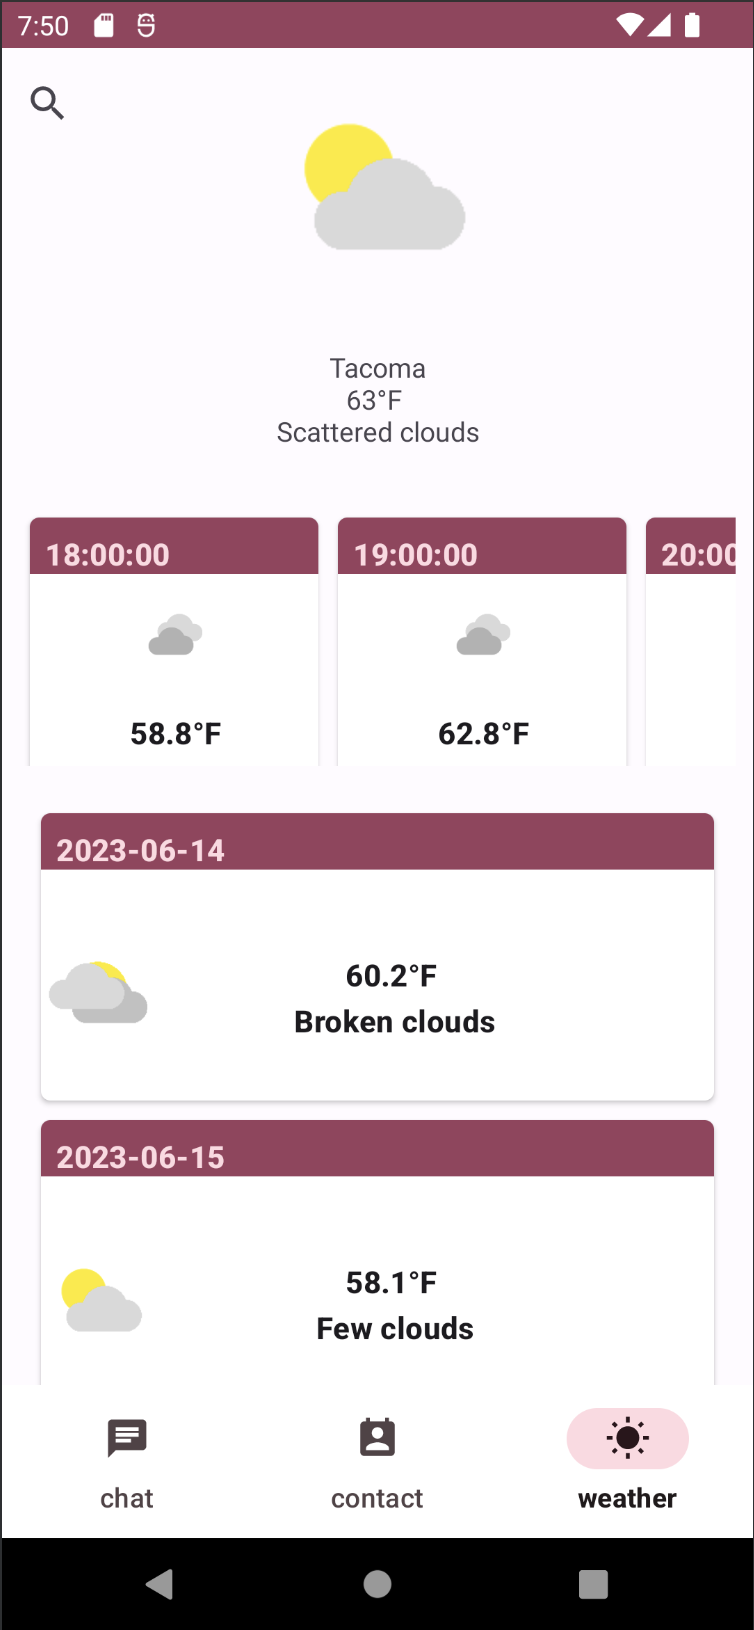 7:50
Tacoma
63°F
Scattered clouds
18:00:00
19:00:00
20:00
58.8°F
62.8°F
2023-06-14
60.2°F
Broken clouds
2023-06-15
58.1°F
Few clouds
chat
contact
weather